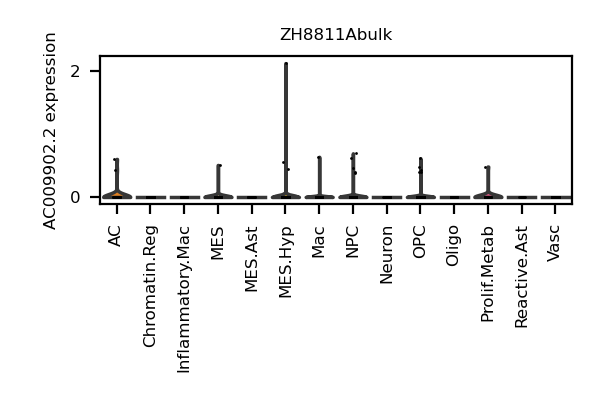 ZH8811Abulk
AC009902.2 expression
2
0
AC
Chromatin.Reg
Inflammatory.Mac
MES
MES.Ast
MES.Hyp
Mac
NPC
Neuron
OPC
Oligo
Prolif.Metab
Reactive.Ast
Vasc